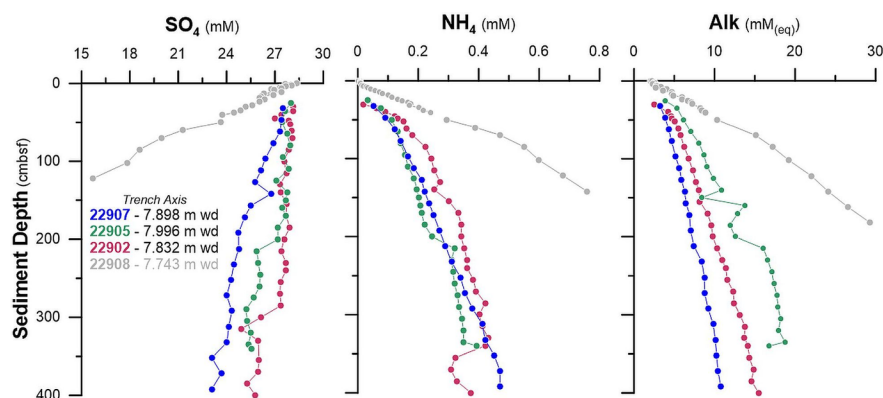 SO4 (mM)
15 18 21 24 27 30
NH4 (mM)
0 0.2 0.4 0.6 0.8
Alk (mM(eq))
0 10 20 30
Sediment Depth (cmbsf)
0
100
200
300
400
Trench Axis
22907 - 7.898 m wd
22905 - 7.996 m wd
22902 - 7.832 m wd
22908 - 7.743 m wd